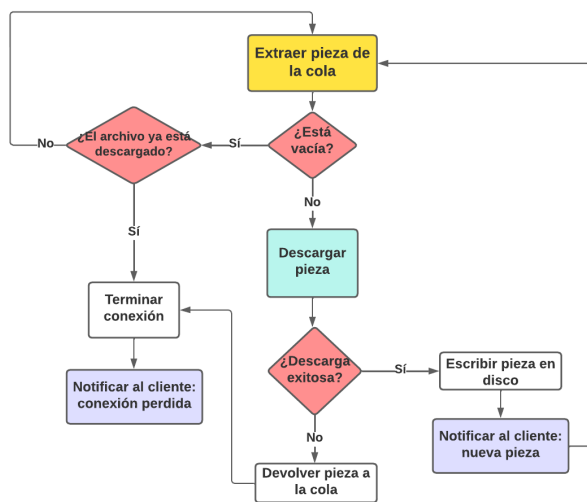 Extraer pieza de
la cola
¿El archivo ya está
descargado?
No
Sí
¿Está
vacía?
No
Sí
Descargar
pieza
Terminar
conexión
Notificar al cliente:
conexión perdida
¿Descarga
exitosa?
Sí
Escribir pieza en
disco
Notificar al cliente:
nueva pieza
No
Devolver pieza a
la cola